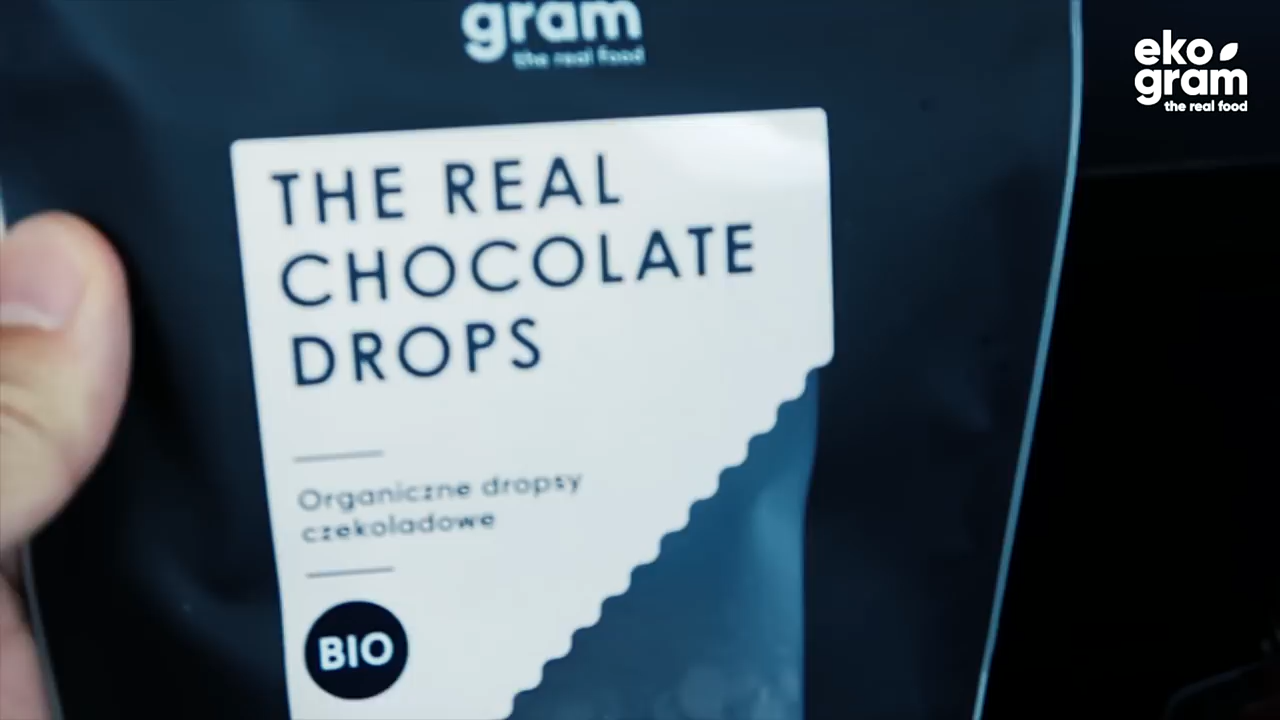 gram
the real food
eko
gram
the real food
THE REAL
CHOCOLATE
DROPS
Organiczne dropsy
czekoladowe
BIO